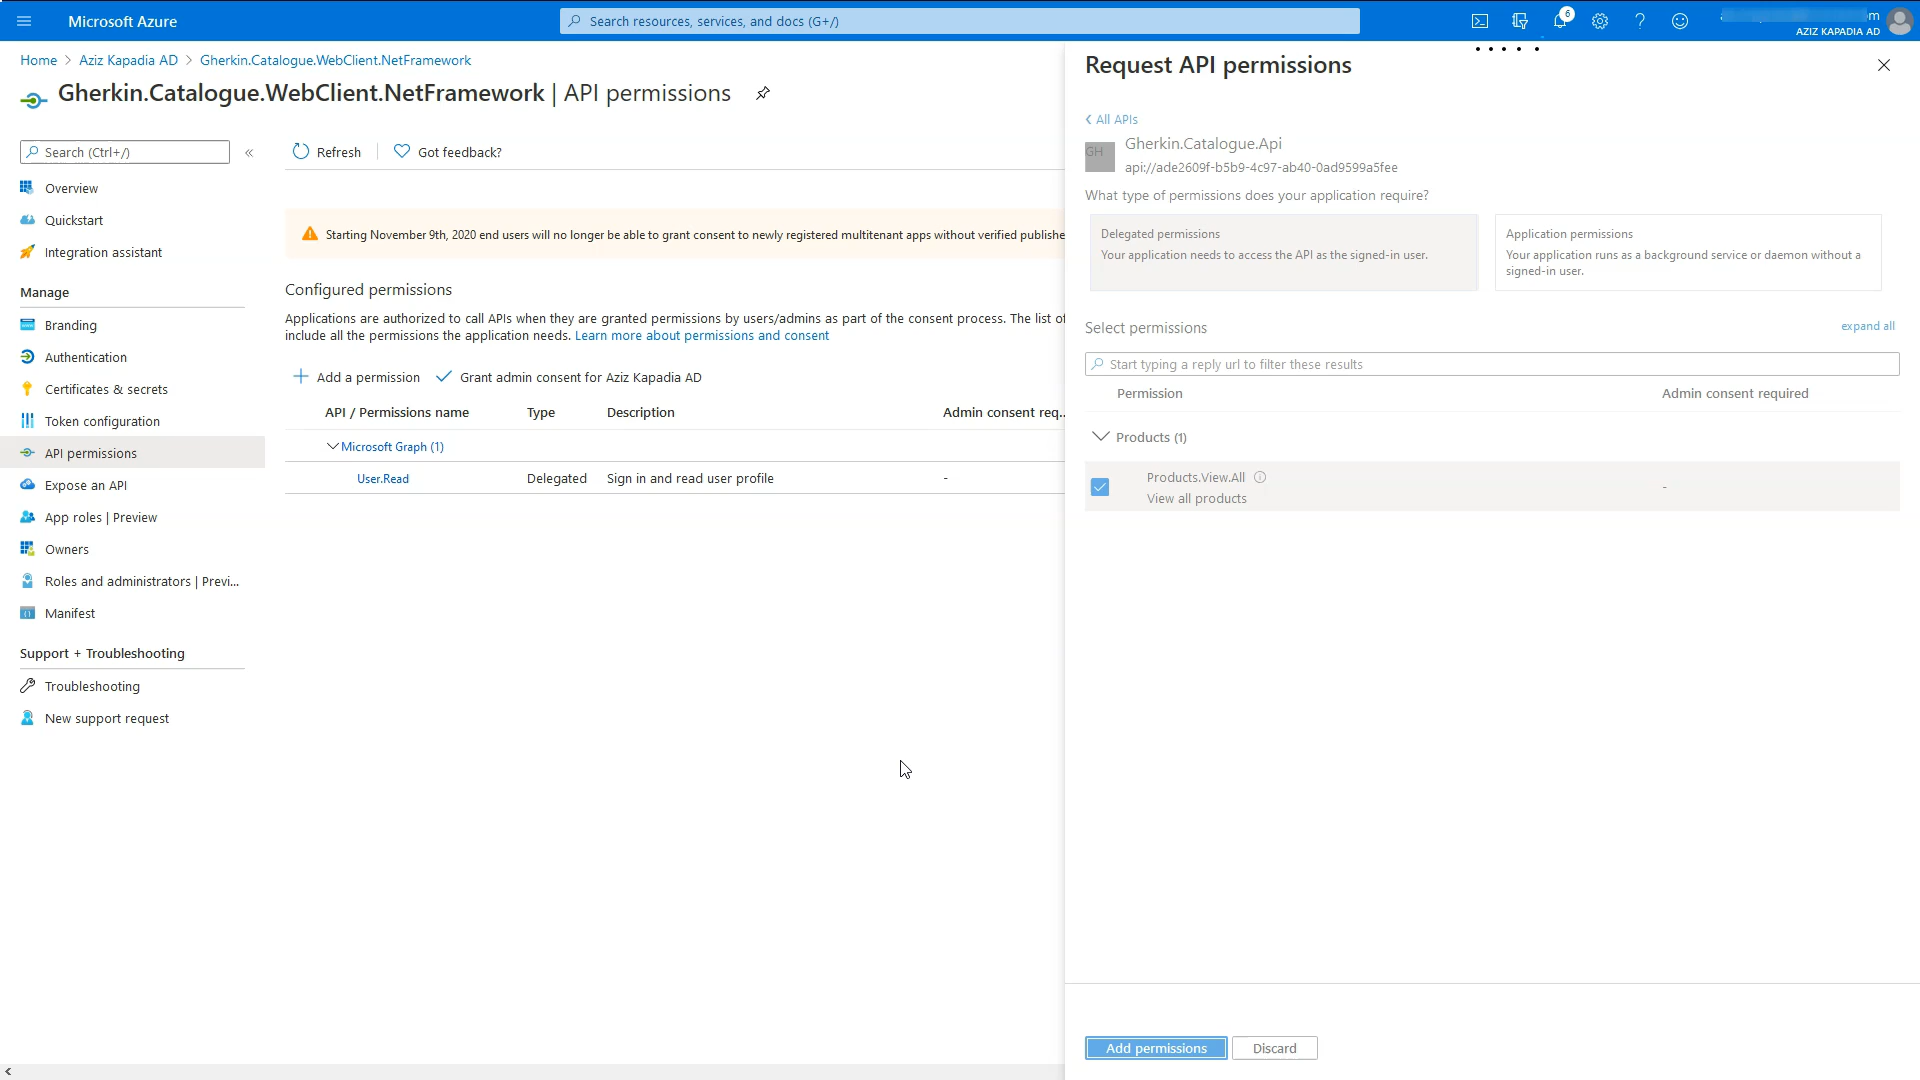 Microsoft Azure
Search resources, services, and docs (G+/)
6
m
AZIZ KAPADIA AD
Home > Aziz Kapadia AD > Gherkin.Catalogue.WebClient.NetFramework
Gherkin.Catalogue.WebClient.NetFramework | API permissions
Search (Ctrl+/)
«
Overview
Quickstart
Integration assistant
Manage
Branding
Authentication
Certificates & secrets
Token configuration
API permissions
Expose an API
App roles | Preview
Owners
Roles and administrators | Previ...
Manifest
Support + Troubleshooting
Troubleshooting
New support request
Refresh
Got feedback?
Starting November 9th, 2020 end users will no longer be able to grant consent to newly registered multitenant apps without verified publishe
Configured permissions
Applications are authorized to call APIs when they are granted permissions by users/admins as part of the consent process. The list of
include all the permissions the application needs. Learn more about permissions and consent
Add a permission
Grant admin consent for Aziz Kapadia AD
API / Permissions name Type Description Admin consent req...
Microsoft Graph (1)
User.Read Delegated Sign in and read user profile -
Request API permissions
All APIs
GH
Gherkin.Catalogue.Api
api://ade2609f-b5b9-4c97-ab40-0ad9599a5fee
What type of permissions does your application require?
Delegated permissions
Your application needs to access the API as the signed-in user.
Application permissions
Your application runs as a background service or daemon without a
signed-in user.
Select permissions
expand all
Start typing a reply url to filter these results
Permission Admin consent required
Products (1)
Products.View.All
View all products
-
Add permissions
Discard